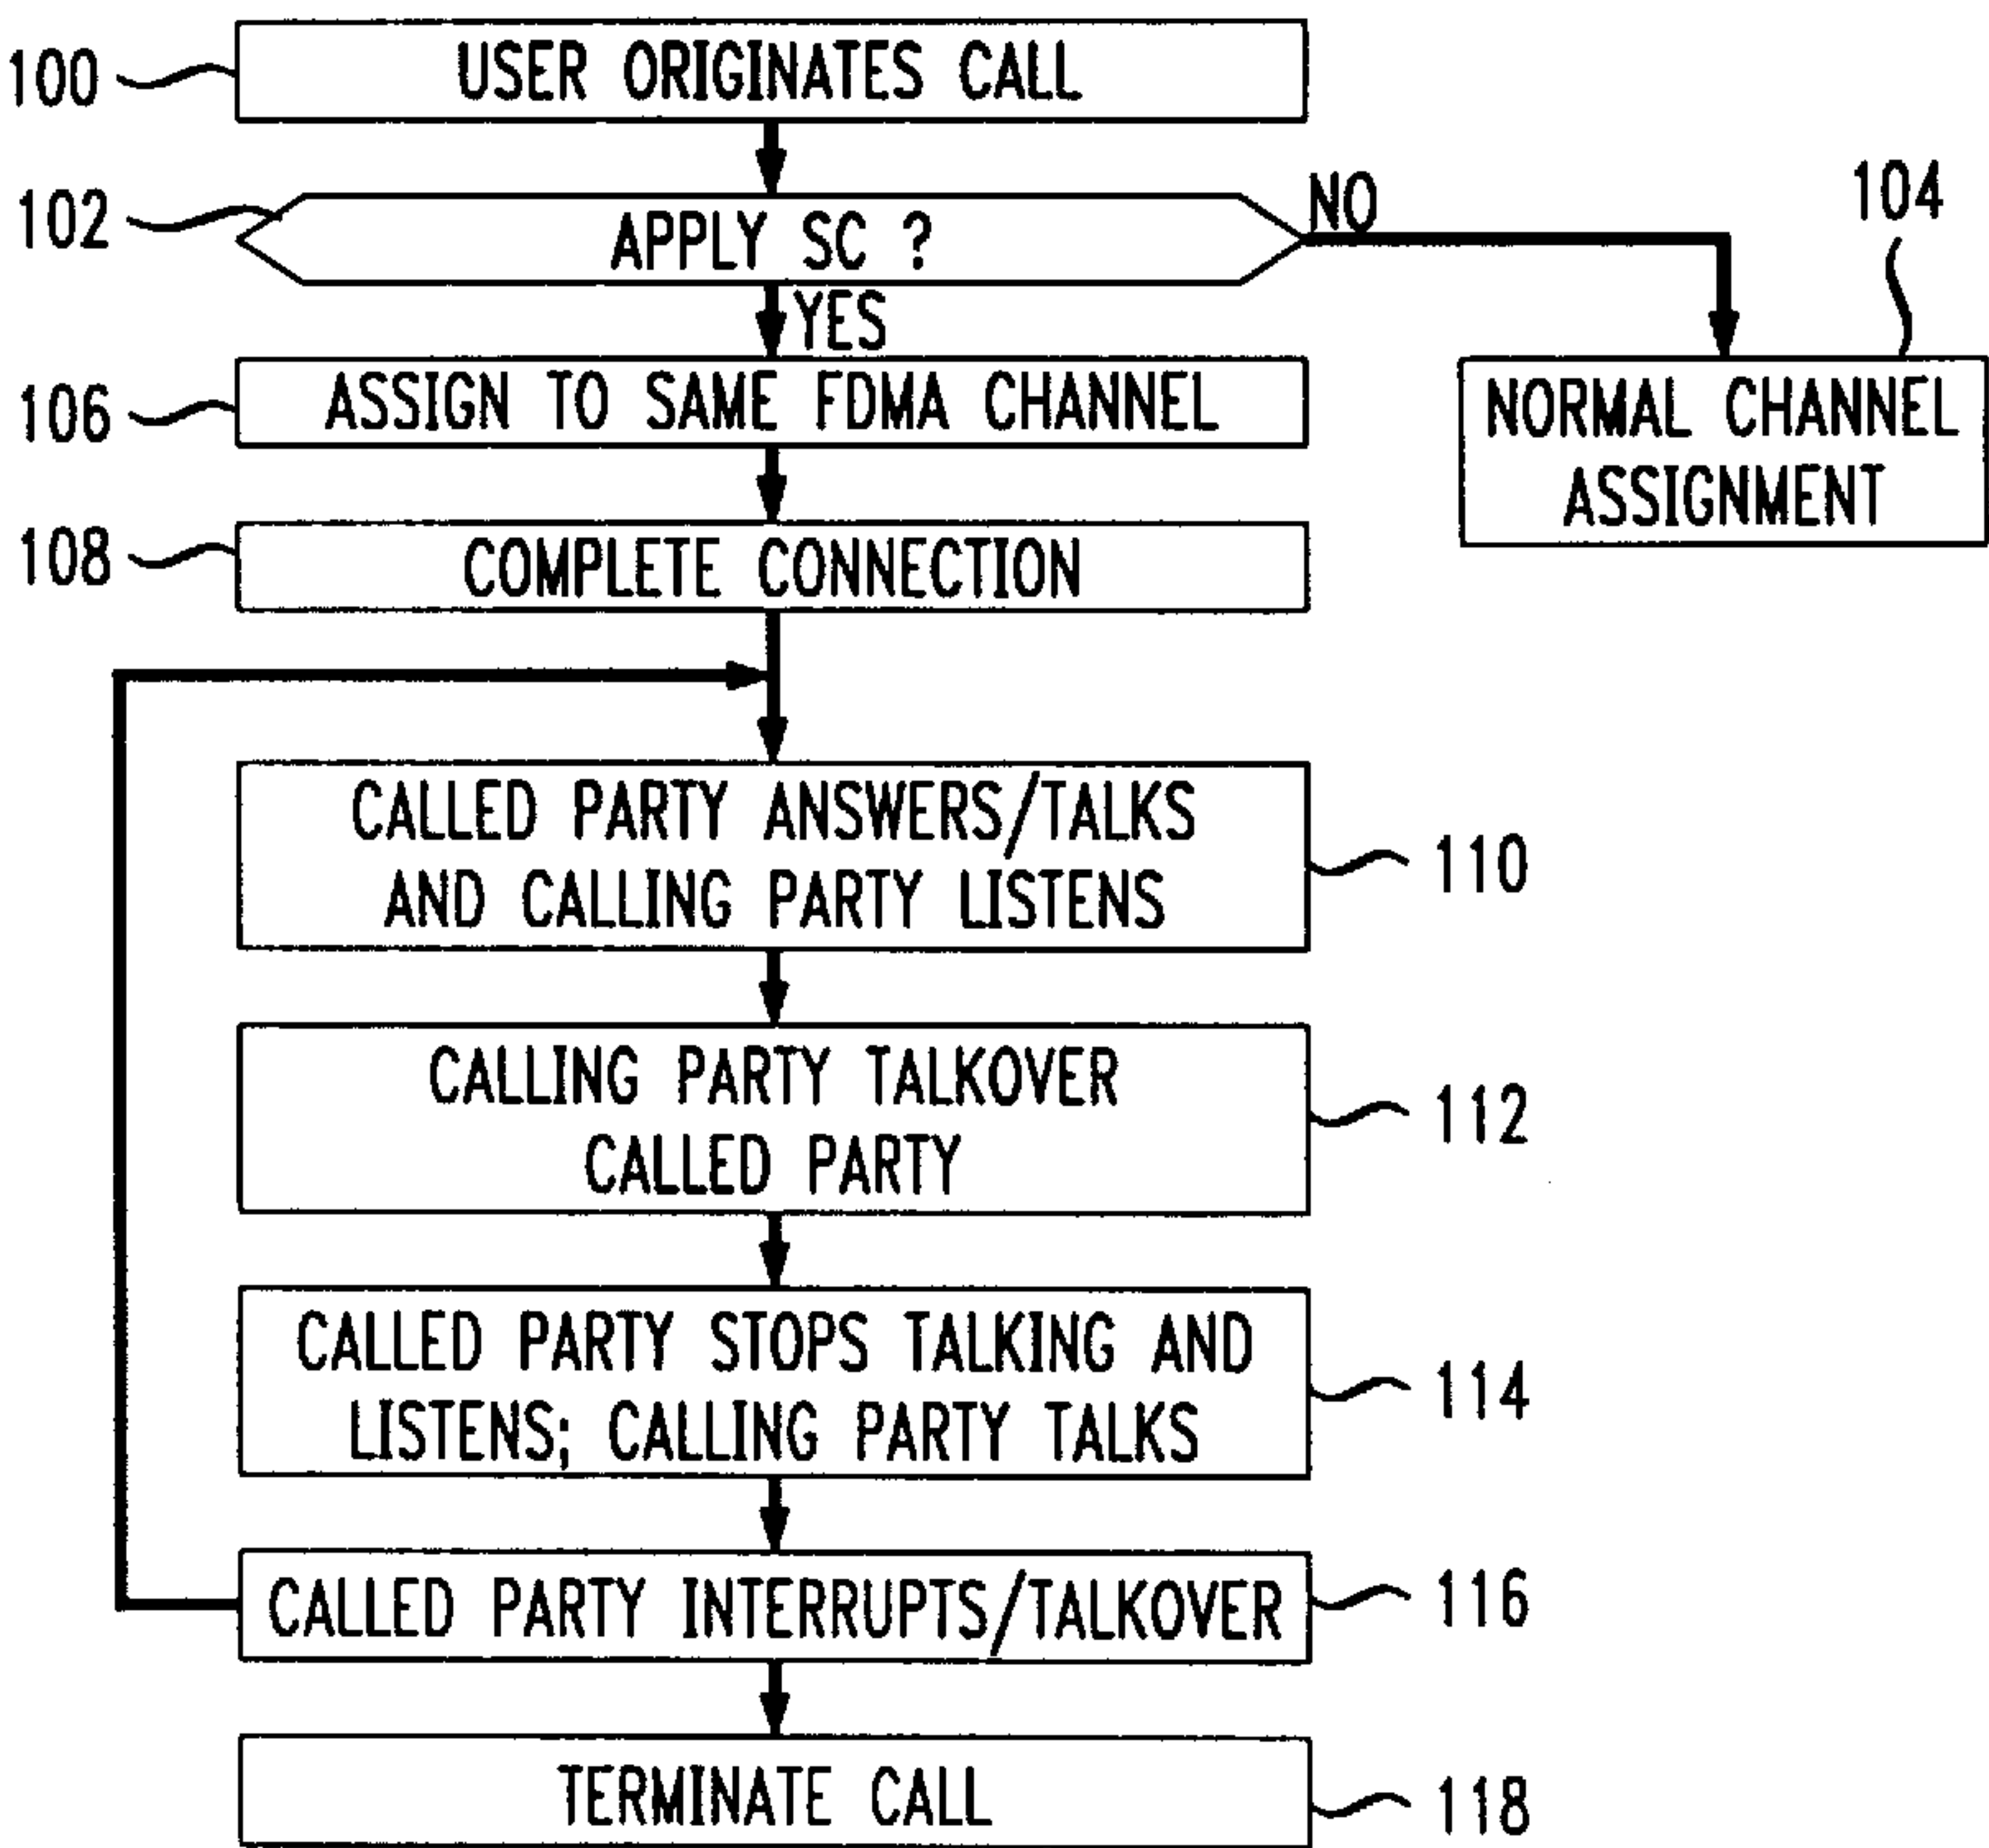 100
USER ORIGINATES CALL
102
APPLY SC ?
NO
104
YES
106
ASSIGN TO SAME FDMA CHANNEL
NORMAL CHANNEL
ASSIGNMENT
108
COMPLETE CONNECTION
CALLED PARTY ANSWERS/TALKS
AND CALLING PARTY LISTENS
110
CALLING PARTY TALKOVER
CALLED PARTY
112
CALLED PARTY STOPS TALKING AND
LISTENS; CALLING PARTY TALKS
114
CALLED PARTY INTERRUPTS/TALKOVER
116
TERMINATE CALL
118